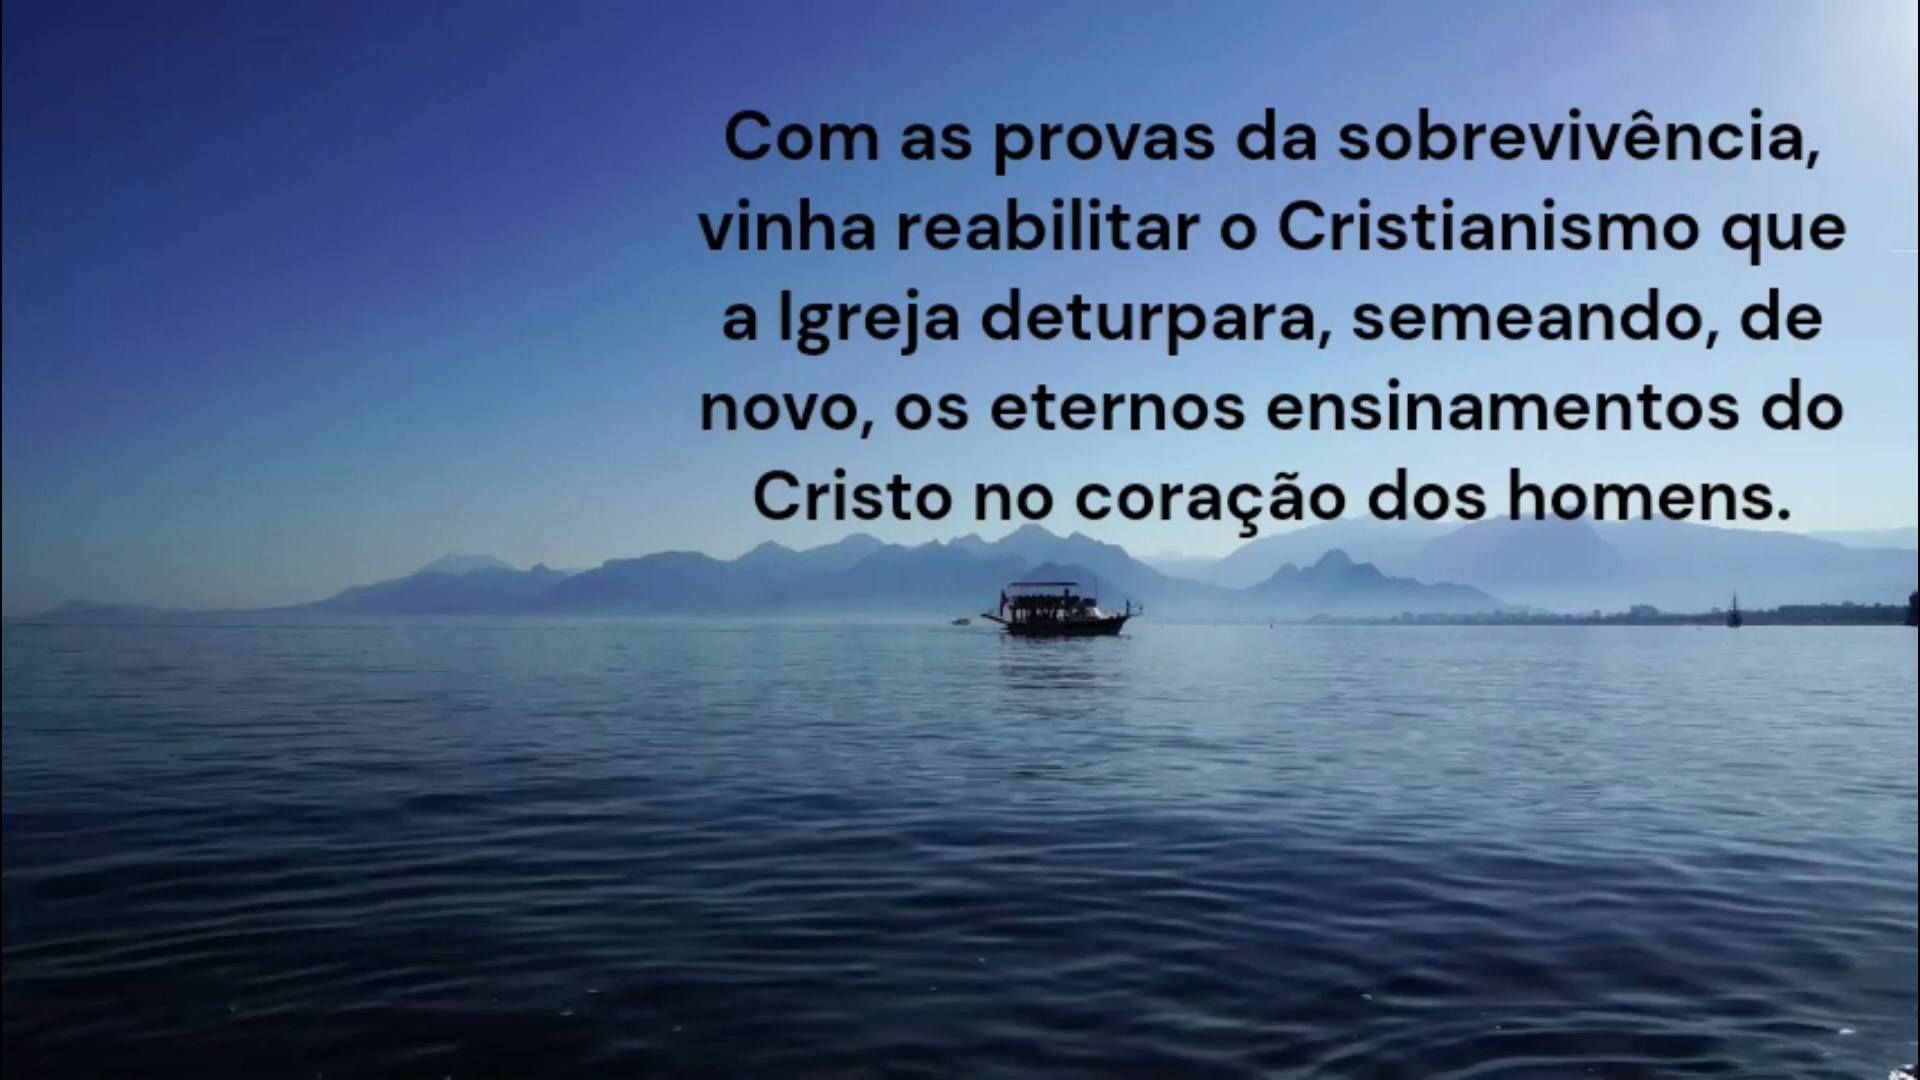 Com as provas da sobrevivência,
vinha reabilitar o Cristianismo que
a Igreja deturpara, semeando, de
novo, os eternos ensinamentos do
Cristo no coração dos homens.